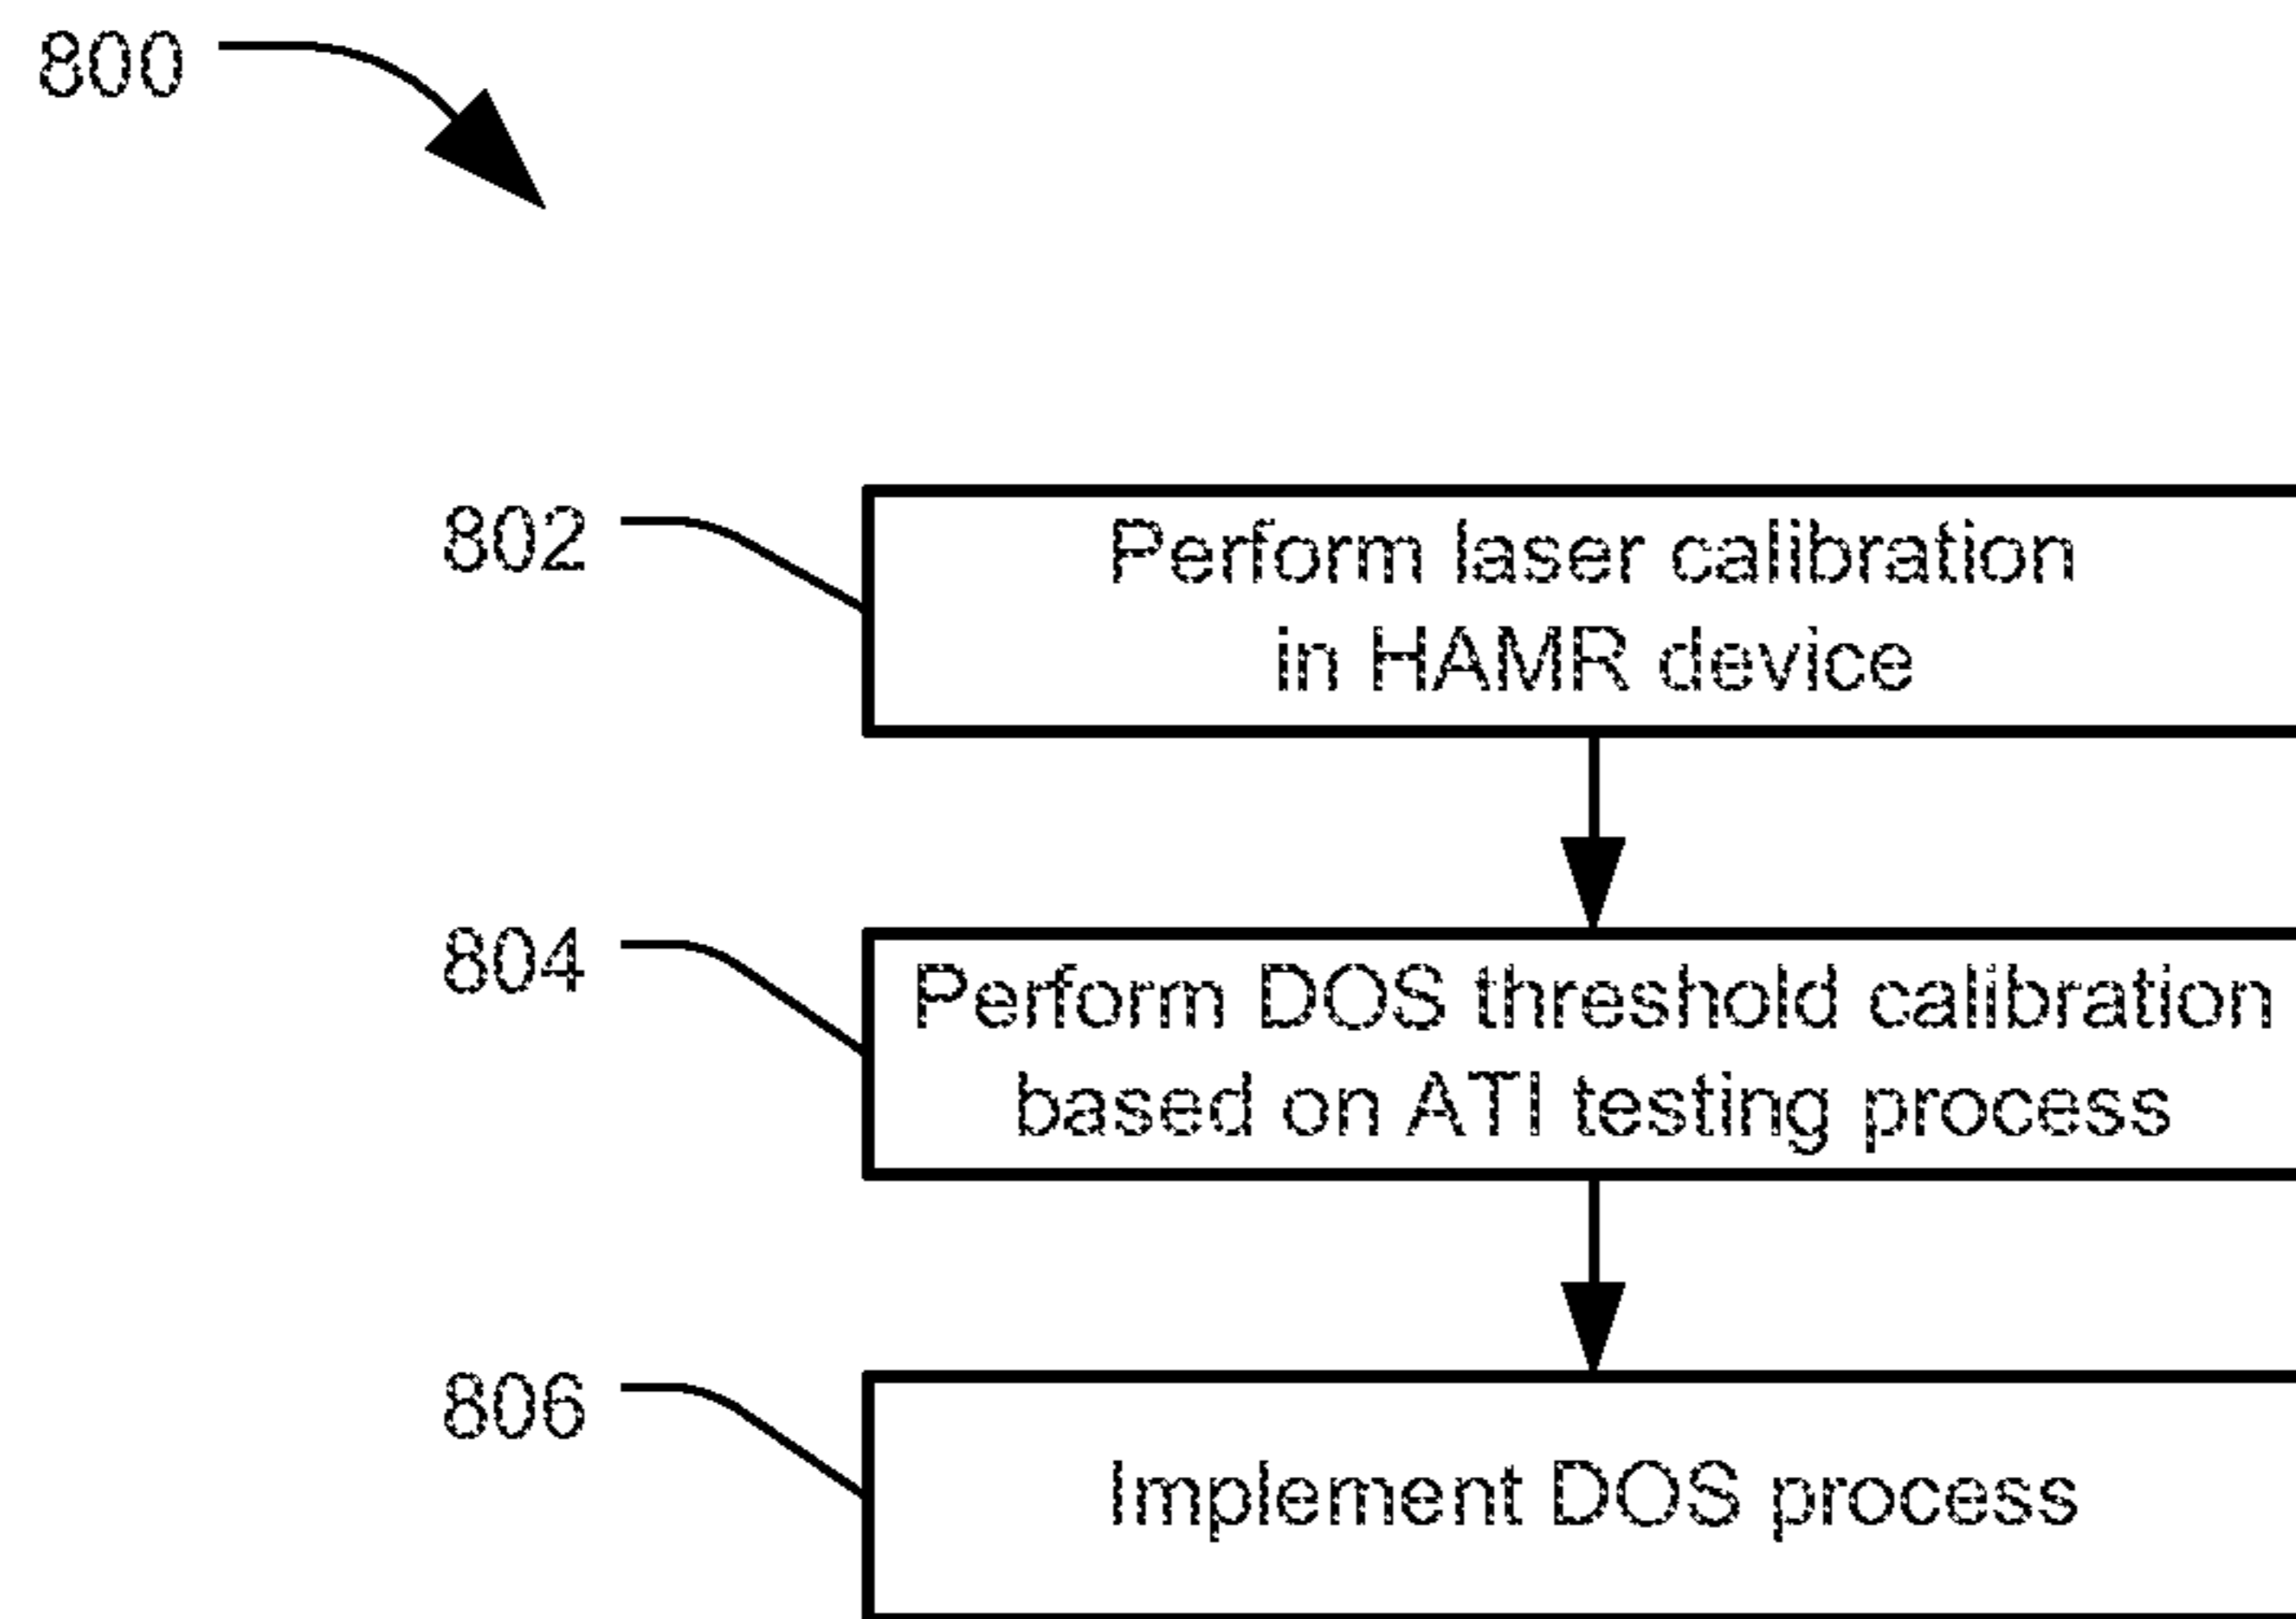 800
802
Perform laser calibration
in HAMR device
804
Perform DOS threshold calibration
based on ATI testing process
806
Implement DOS process